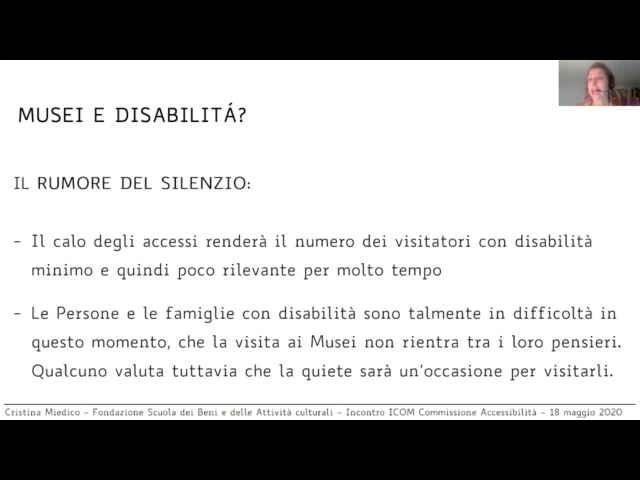 MUSEI E DISABILITÁ?
IL RUMORE DEL SILENZIO:
- Il calo degli accessi renderà il numero dei visitatori con disabilità
minimo e quindi poco rilevante per molto tempo
- Le Persone e le famiglie con disabilità sono talmente in difficoltà in
questo momento, che la visita ai Musei non rientra tra i loro pensieri.
Qualcuno valuta tuttavia che la quiete sarà un'occasione per visitarli.
Cristina Miedico – Fondazione Scuola dei Beni e delle Attività culturali – Incontro ICOM Commissione Accessibilità – 18 maggio 2020